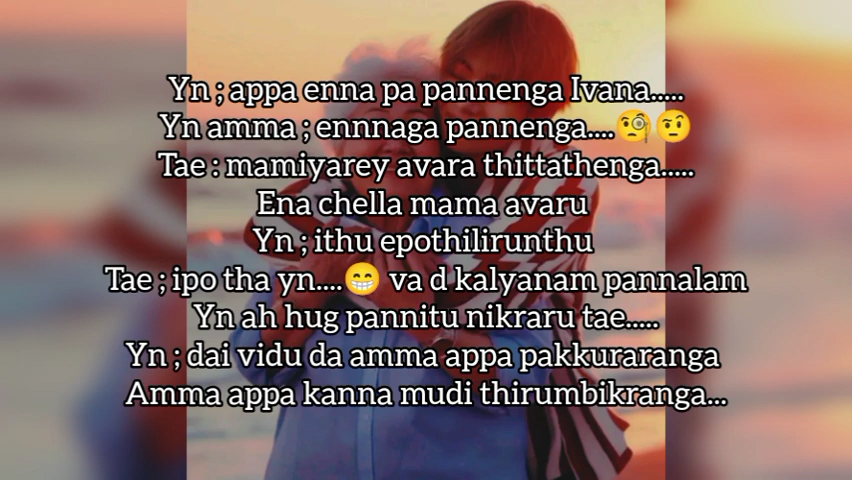 Yn ; appa enna pa pannenga Ivana.....
Yn amma ; ennnaga pannenga....🧐🤨
Tae : mamiyarey avara thittathenga.....
Ena chella mama avaru
Yn ; ithu epothilirunthu
Tae ; ipo tha yn....😁 va d kalyanam pannalam
Yn ah hug pannitu nikraru tae.....
Yn ; dai vidu da amma appa pakkuraranga
Amma appa kanna mudi thirumbikranga...